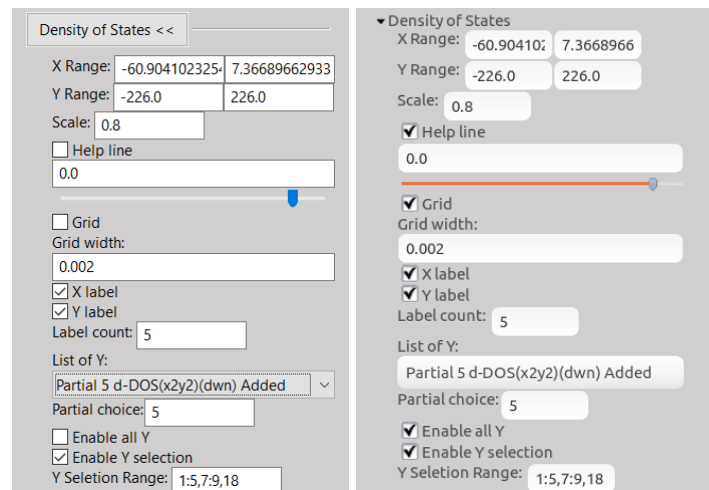 Density of States <<
X Range: -60.9041023254 7.36689662933
Y Range: -226.0 226.0
Scale: 0.8
Help line
0.0
Grid
Grid width:
0.002
X label
Y label
Label count: 5
List of Y:
Partial 5 d-DOS(x2y2)(dwn) Added
Partial choice: 5
Enable all Y
Enable Y selection
Y Seletion Range: 1:5,7:9,18
Density of States
X Range: -60.904102 7.3668966
Y Range: -226.0 226.0
Scale: 0.8
Help line
0.0
Grid
Grid width:
0.002
X label
Y label
Label count: 5
List of Y:
Partial 5 d-DOS(x2y2)(dwn) Added
Partial choice: 5
Enable all Y
Enable Y selection
Y Seletion Range: 1:5,7:9,18